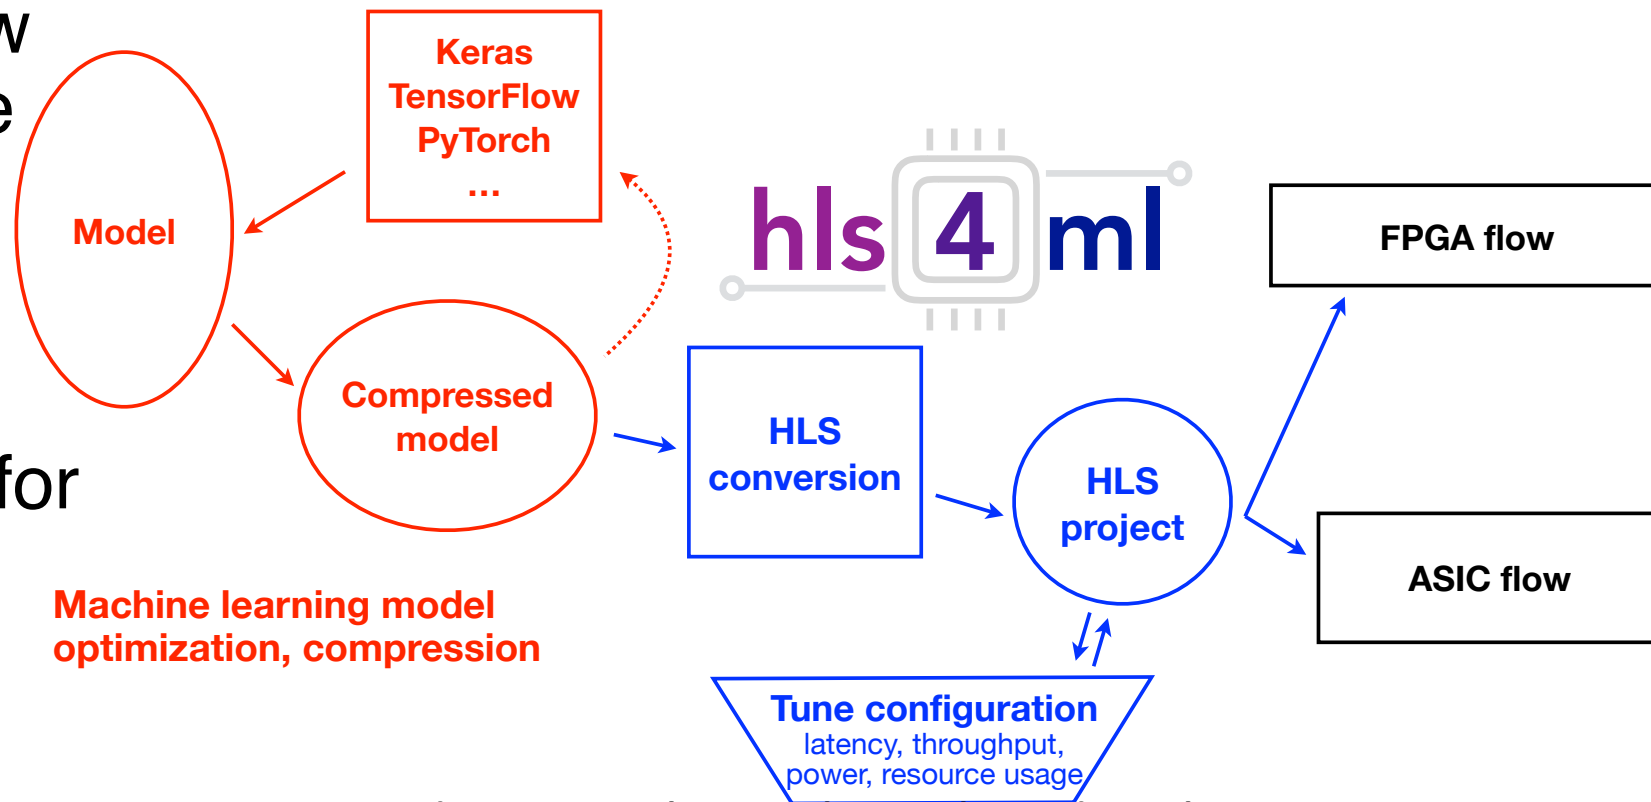 w
e
for
Keras
TensorFlow
PyTorch
...
Model
Compressed
model
Machine learning model
optimization, compression
hls 4 ml
HLS
conversion
HLS
project
Tune configuration
latency, throughput,
power, resource usage
FPGA flow
ASIC flow